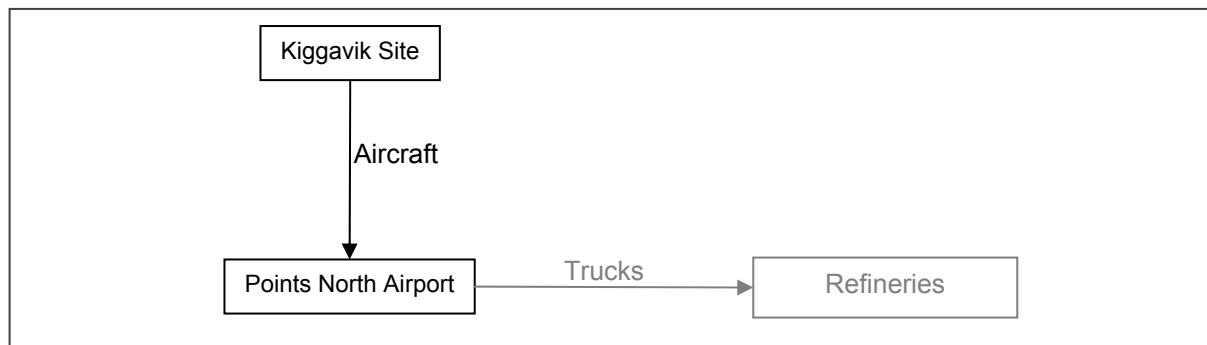 Kiggavik Site
Aircraft
Points North Airport
Trucks
Refineries